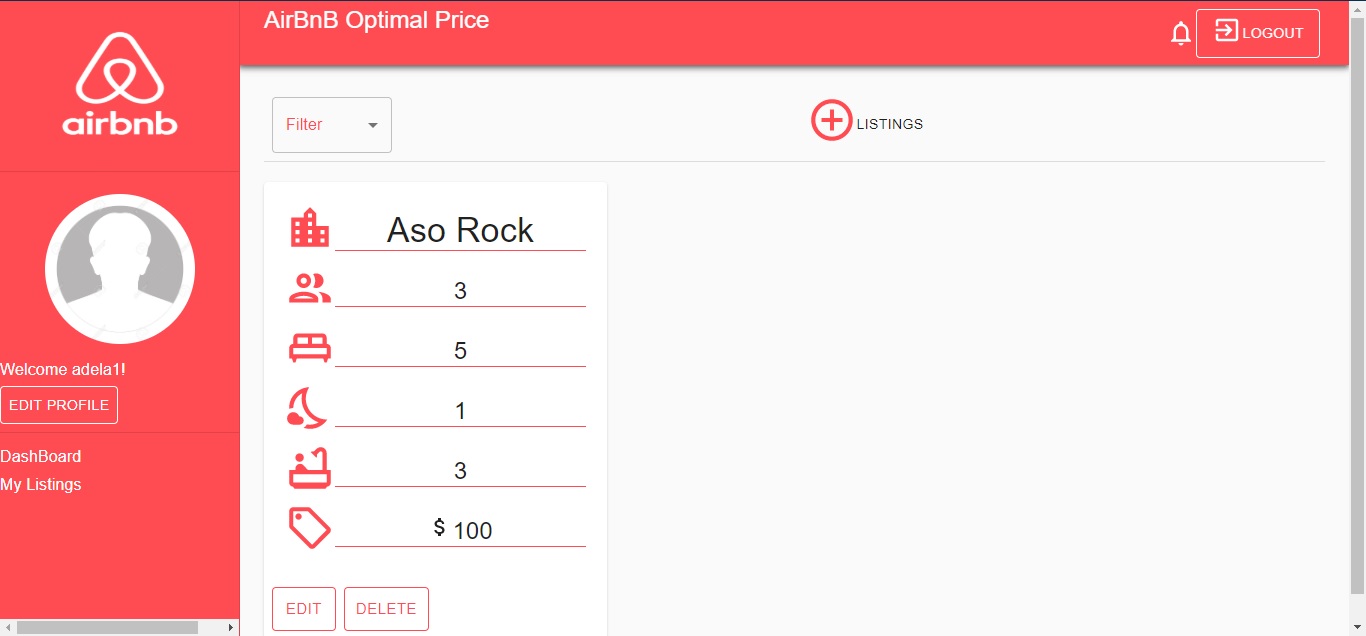 airbnb
AirBnB Optimal Price
LOGOUT
Welcome adela1!
EDIT PROFILE
DashBoard
My Listings
Filter
LISTINGS
Aso Rock
3
5
1
3
$ 100
EDIT
DELETE